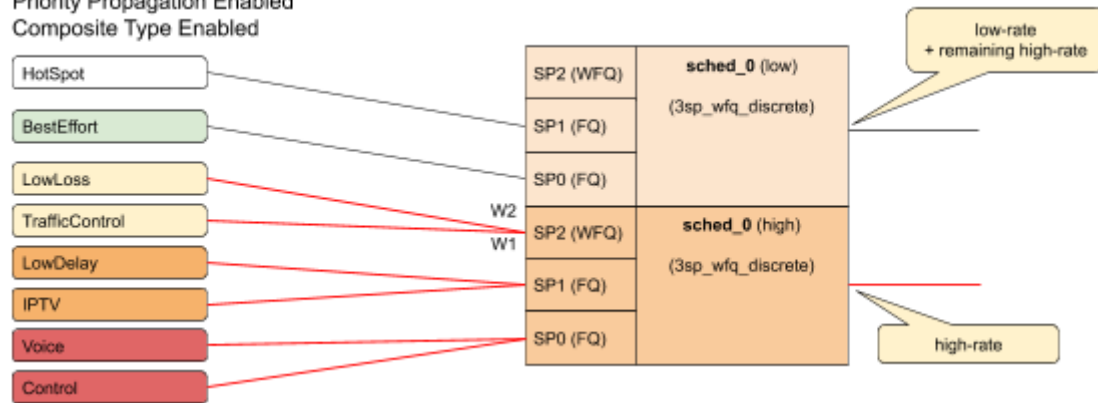 Priority Propagation Enabled
Composite Type Enabled
HotSpot
BestEffort
LowLoss
TrafficControl
LowDelay
IPTV
Voice
Control
W2
W1
SP2 (WFQ)
SP1 (FQ)
SP0 (FQ)
SP2 (WFQ)
SP1 (FQ)
SP0 (FQ)
sched_0 (low)
(3sp_wfq_discrete)
sched_0 (high)
(3sp_wfq_discrete)
low-rate
+ remaining high-rate
high-rate